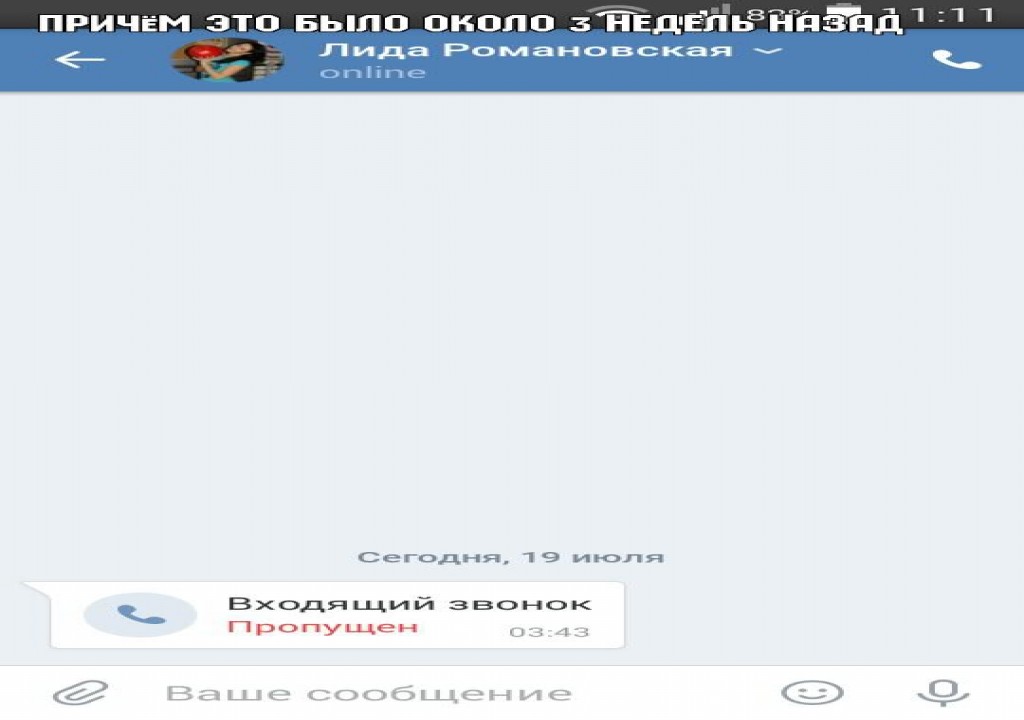 ПРИЧЁМ ЭТО БЫЛО ОКОЛО 3 НЕДЕЛЬ НАЗАД
82% 11:11
Лида Романовская
online
Сегодня, 19 июля
Входящий звонок
Пропущен 03:43
Ваше сообщение